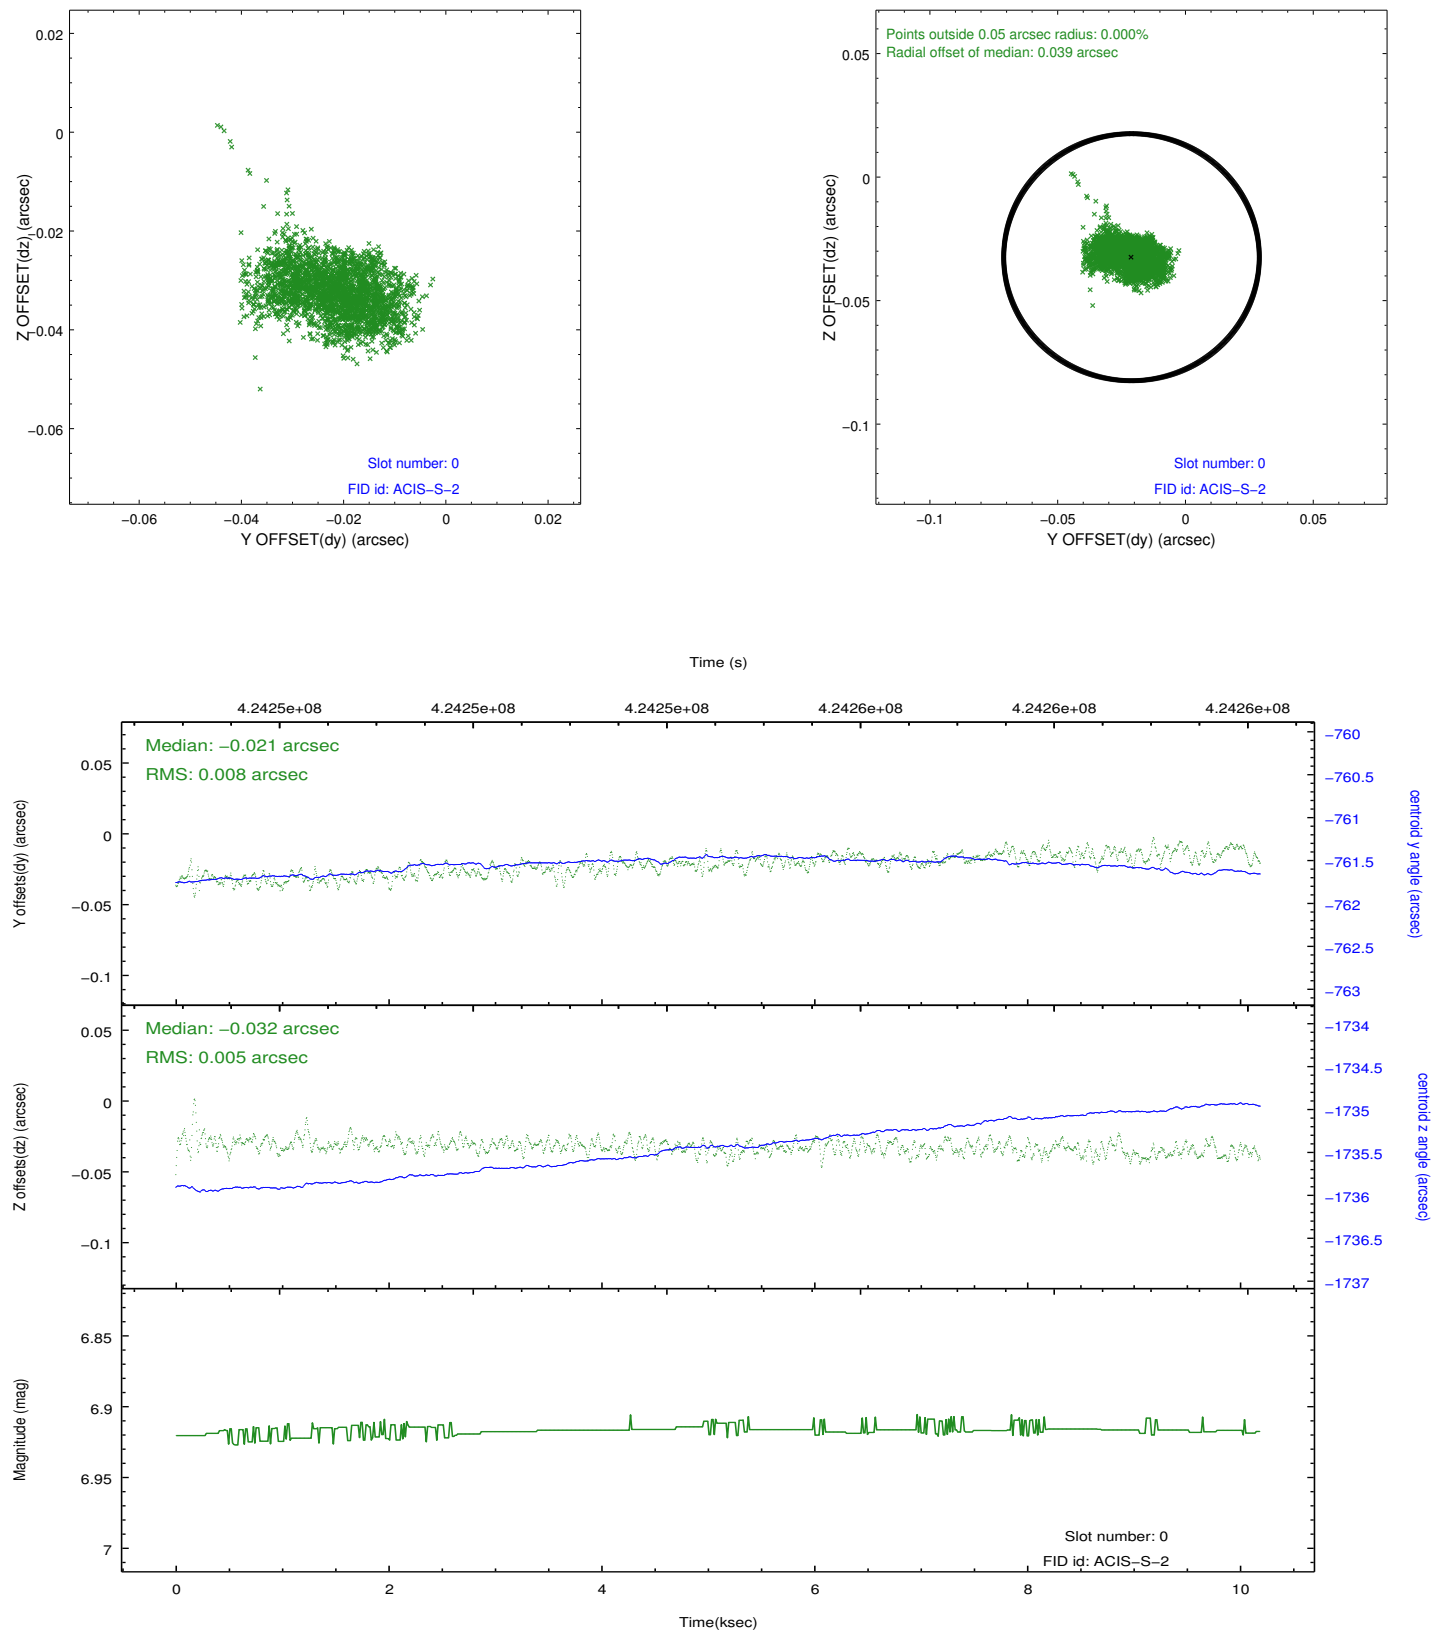 0.02
0
−0.02
−0.04
−0.06
Z OFFSET(dz) (arcsec)
Slot number: 0
FID id: ACIS−S−2
−0.06
−0.04
−0.02
0
0.02
Y OFFSET(dy) (arcsec)
Points outside 0.05 arcsec radius: 0.000%
Radial offset of median: 0.039 arcsec
0.05
0
−0.05
−0.1
Z OFFSET(dz) (arcsec)
Slot number: 0
FID id: ACIS−S−2
−0.1
−0.05
0
0.05
Y OFFSET(dy) (arcsec)
Time (s)
4.2425e+08
4.2425e+08
4.2425e+08
4.2426e+08
4.2426e+08
4.2426e+08
Median: −0.021 arcsec
RMS: 0.008 arcsec
0.05
0
−0.05
−0.1
Y offsets(dy) (arcsec)
−760
−760.5
−761
−761.5
−762
−762.5
−763
centroid y angle (arcsec)
Median: −0.032 arcsec
RMS: 0.005 arcsec
0.05
0
−0.05
−0.1
Z offsets(dz) (arcsec)
−1734
−1734.5
−1735
−1735.5
−1736
−1736.5
−1737
centroid z angle (arcsec)
6.85
6.9
6.95
7
Magnitude (mag)
Slot number: 0
FID id: ACIS−S−2
0
2
4
6
8
10
Time(ksec)